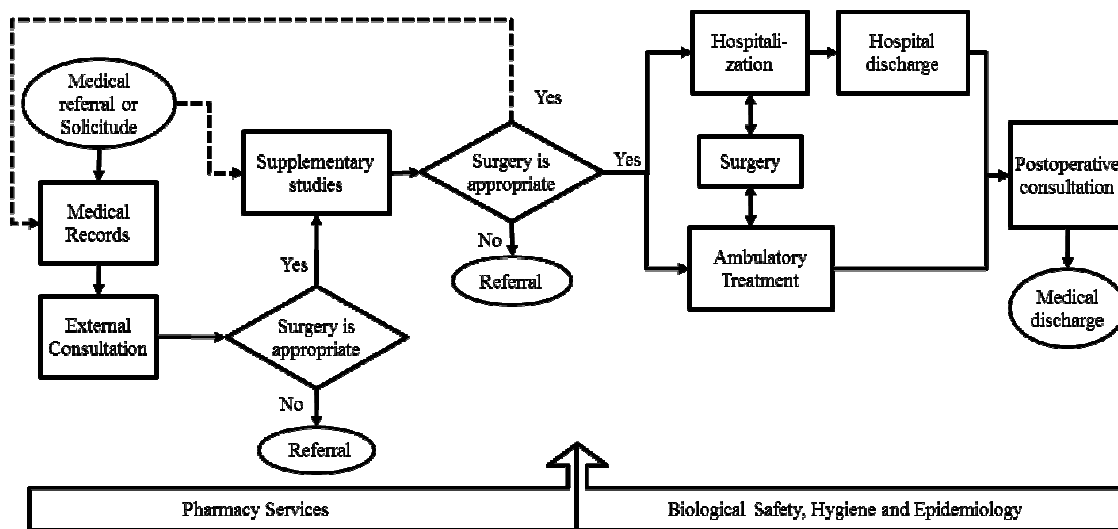 Medical
referral or
Solicitude
Medical
Records
External
Consultation
Surgery is
appropriate
Yes
No
Referral
Supplementary
studies
Surgery is
appropriate
Yes
Yes
No
Referral
Hospitali-
zation
Hospital
discharge
Surgery
Ambulatory
Treatment
Postoperative
consultation
Medical
discharge
Pharmacy Services
Biological Safety, Hygiene and Epidemiology